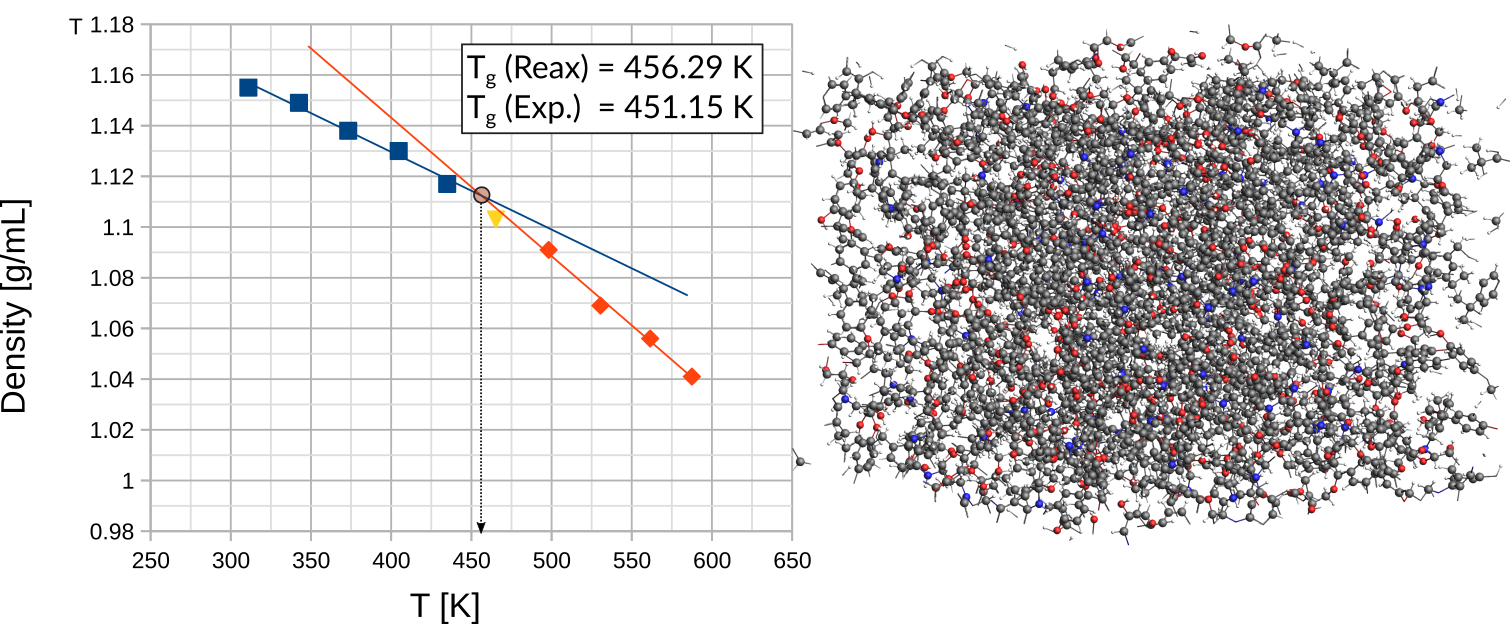 T 1.18
1.16
1.14
1.12
1.1
1.08
1.06
1.04
1.02
1
0.98
Density [g/mL]
Tg (Reax) = 456.29 K
Tg (Exp.) = 451.15 K
250 300 350 400 450 500 550 600 650
T [K]